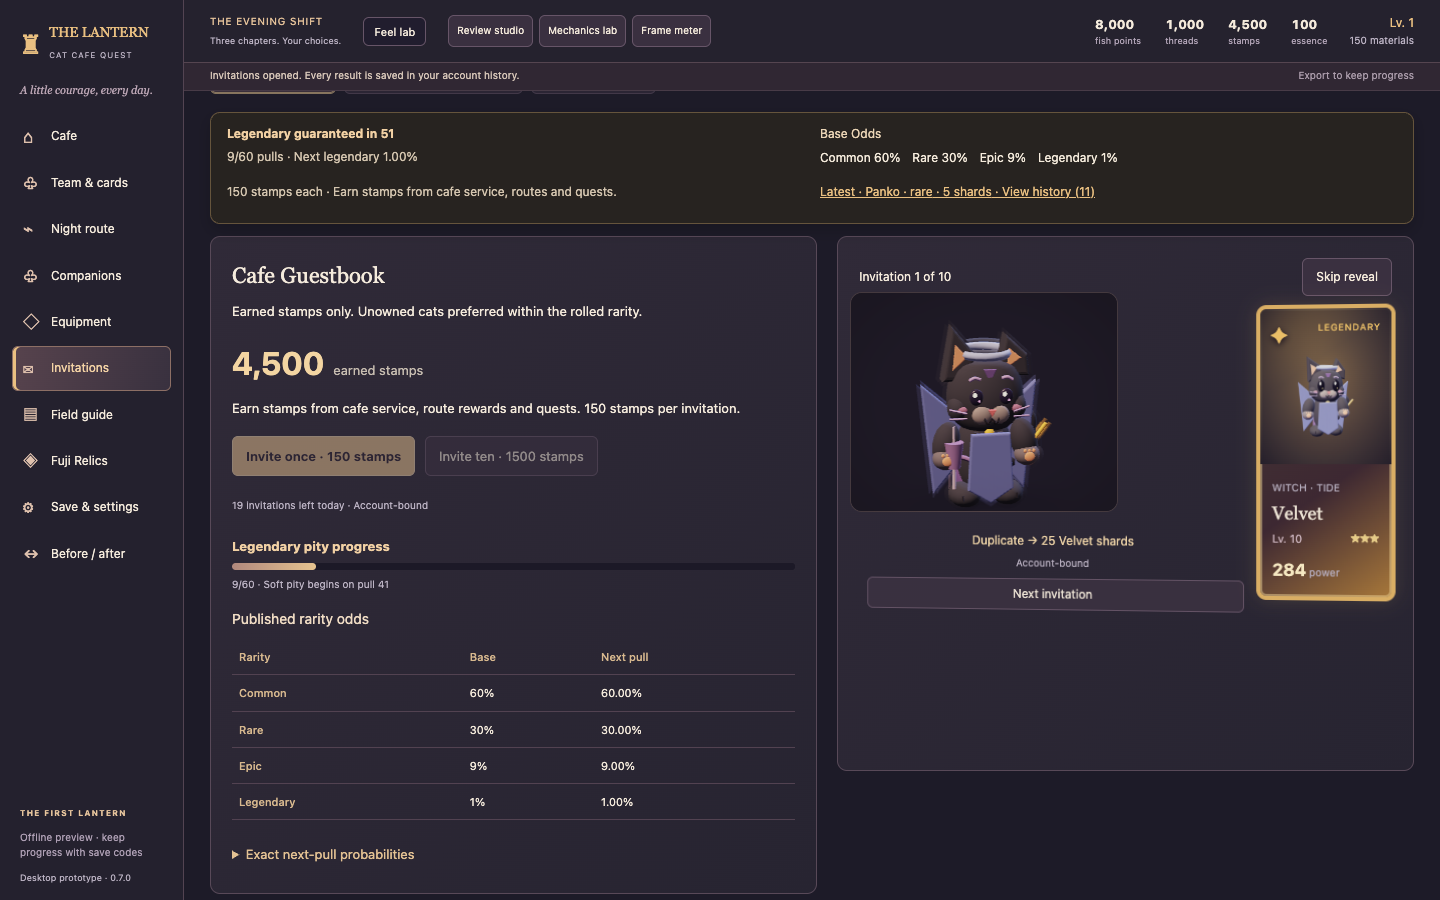 THE LANTERN
CAT CAFE QUEST
A little courage, every day.
Cafe
Team & cards
Night route
Companions
Equipment
Invitations
Field guide
Fuji Relics
Save & settings
Before / after
THE FIRST LANTERN
Offline preview · keep
progress with save codes
Desktop prototype · 0.7.0
THE EVENING SHIFT
Three chapters. Your choices.
Feel lab
Review studio
Mechanics lab
Frame meter
8,000
fish points
1,000
threads
4,500
stamps
100
essence
Lv. 1
150 materials
Invitations opened. Every result is saved in your account history.
Export to keep progress
Legendary guaranteed in 51
9/60 pulls · Next legendary 1.00%
150 stamps each · Earn stamps from cafe service, routes and quests.
Base Odds
Common 60% Rare 30% Epic 9% Legendary 1%
Latest · Panko · rare · 5 shards · View history (11)
Cafe Guestbook
Earned stamps only. Unowned cats preferred within the rolled rarity.
4,500 earned stamps
Earn stamps from cafe service, route rewards and quests. 150 stamps per invitation.
Invite once · 150 stamps
Invite ten · 1500 stamps
19 invitations left today · Account-bound
Legendary pity progress
9/60 · Soft pity begins on pull 41
Published rarity odds
Rarity Base Next pull
Common 60% 60.00%
Rare 30% 30.00%
Epic 9% 9.00%
Legendary 1% 1.00%
Exact next-pull probabilities
Invitation 1 of 10
Skip reveal
LEGENDARY
WITCH · TIDE
Velvet
Lv. 10
284 power
Duplicate → 25 Velvet shards
Account-bound
Next invitation